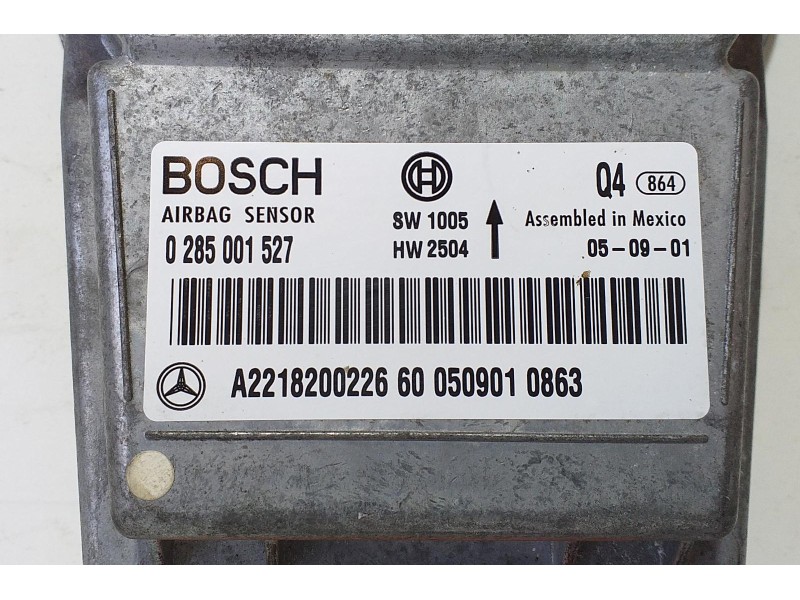 BOSCH
Q4 864
AIRBAG SENSOR
SW 1005
Assembled in Mexico
0 285 001 527
HW 2504
05-09-01
A2218200226 60 050901 0863